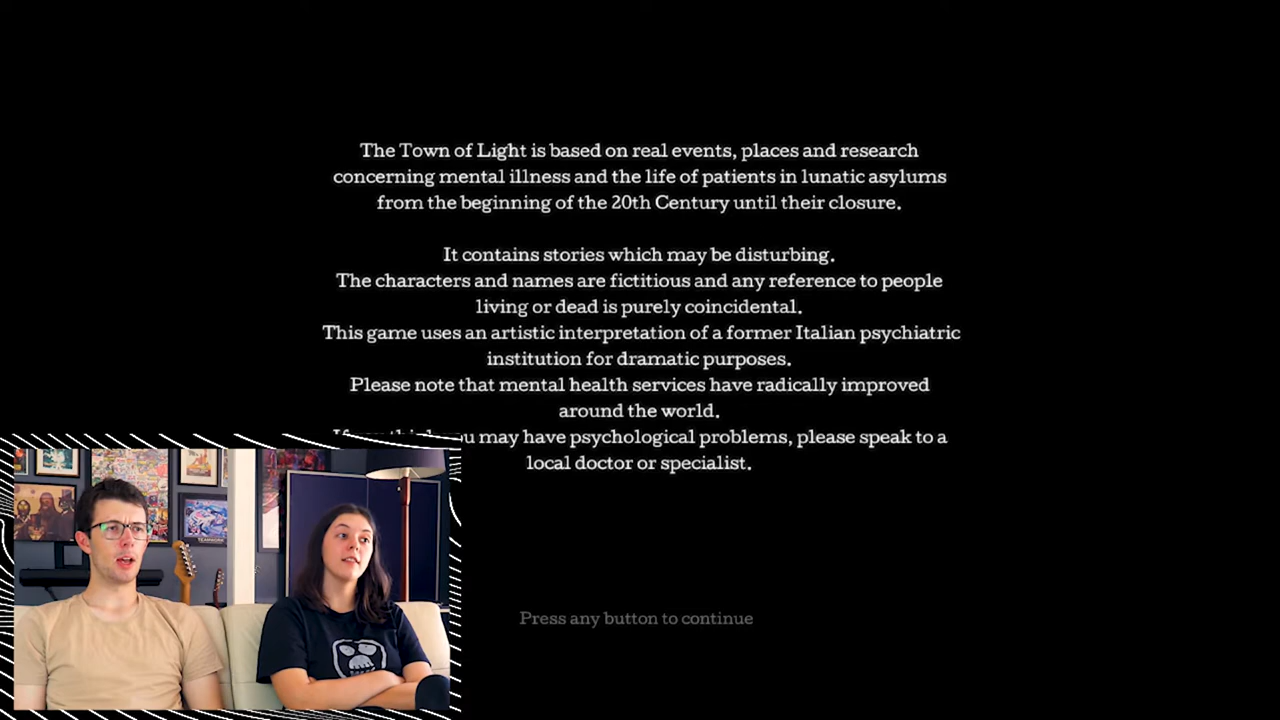 The Town of Light is based on real events, places and research
concerning mental illness and the life of patients in lunatic asylums
from the beginning of the 20th Century until their closure.
It contains stories which may be disturbing.
The characters and names are fictitious and any reference to people
living or dead is purely coincidental.
This game uses an artistic interpretation of a former Italian psychiatric
institution for dramatic purposes.
Please note that mental health services have radically improved
around the world.
may have psychological problems, please speak to a
local doctor or specialist.
TEAMWORK
Press any button to continue